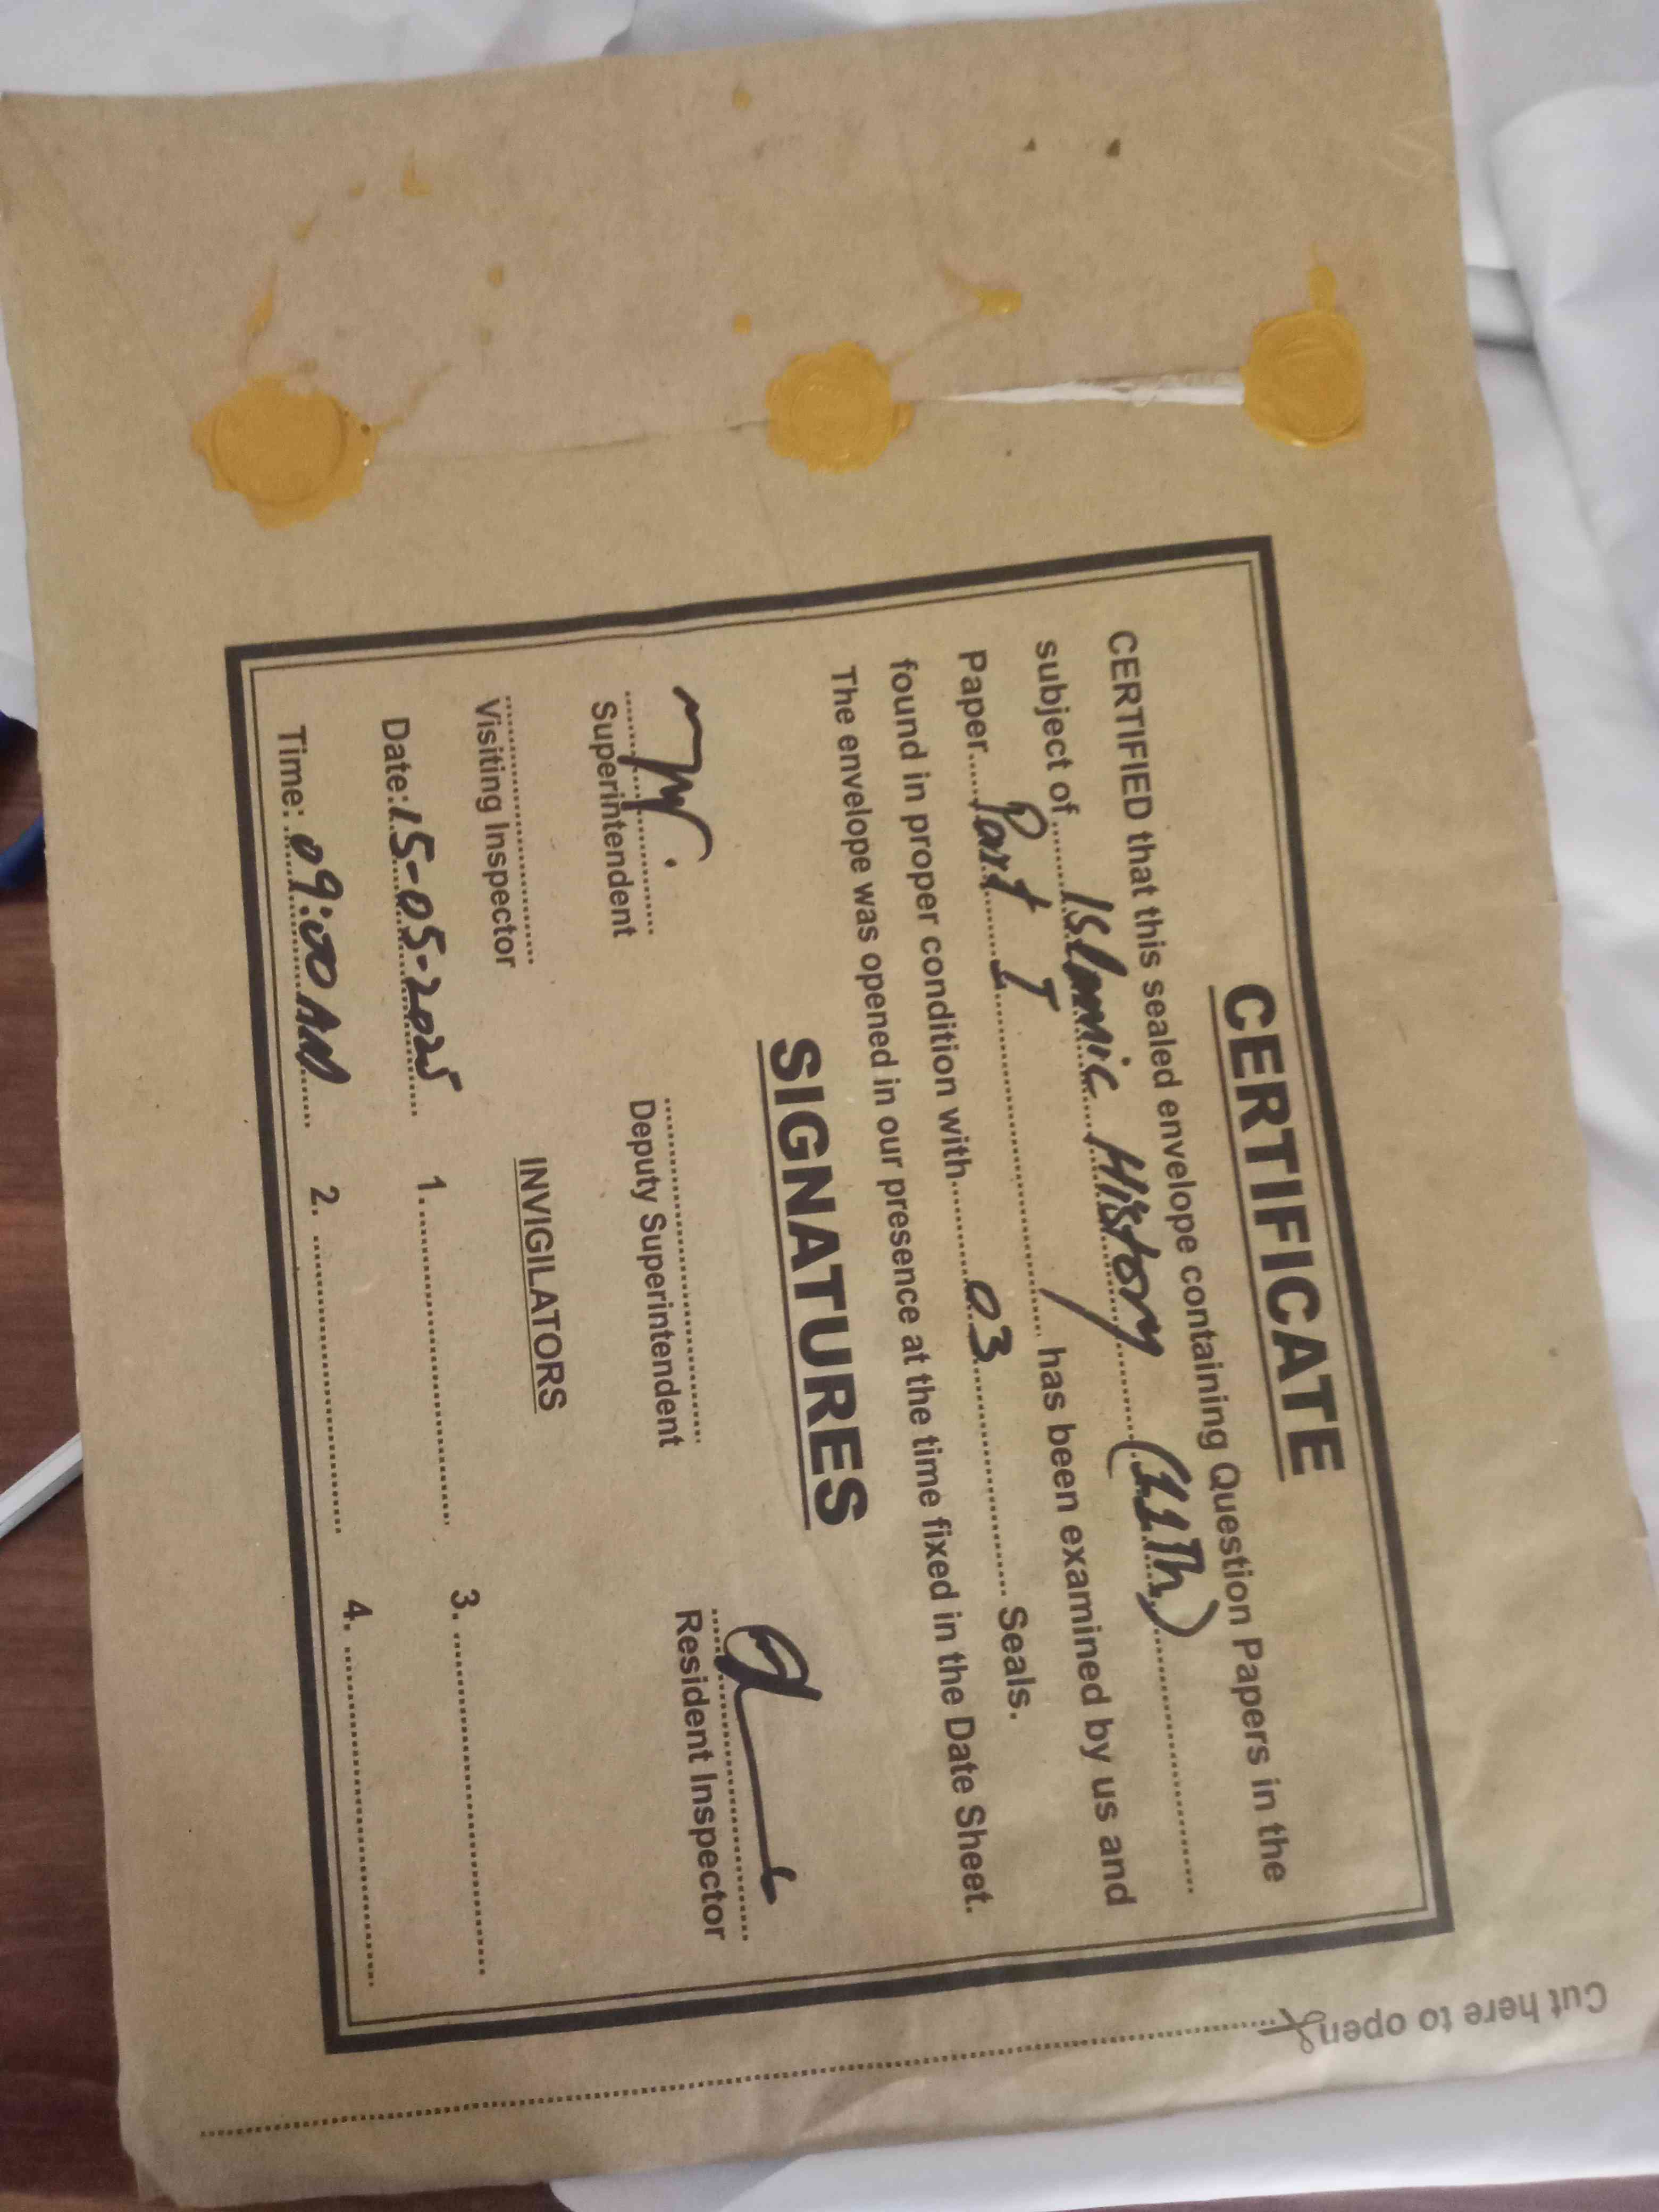 CERTIFICATE
CERTIFIED that this sealed envelope containing Question Papers in the
subject of Islamic History (11Th)
Paper Part I has been examined by us and
found in proper condition with 03 Seals.
The envelope was opened in our presence at the time fixed in the Date Sheet.
SIGNATURES
Superintendent Deputy Superintendent Resident Inspector
Visiting Inspector
INVIGILATORS
Date: 15-05-2025 1. 3.
Time: 09:00 AM 2. 4.
Cut here to open